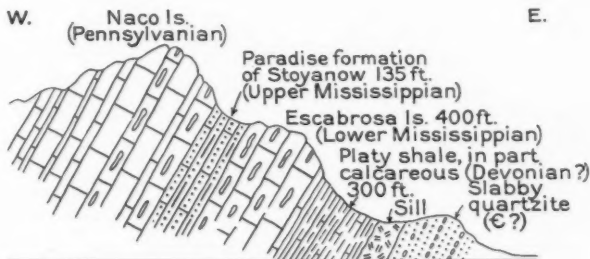 W.
E.
Naco ls.
(Pennsylvanian)
Paradise formation
of Stoyanow 135 ft.
(Upper Mississippian)
Escabrosa ls. 400 ft.
(Lower Mississippian)
Platy shale, in part
calcareous (Devonian?)
300 ft.
Sill
Slabby
quartzite
(Є?)